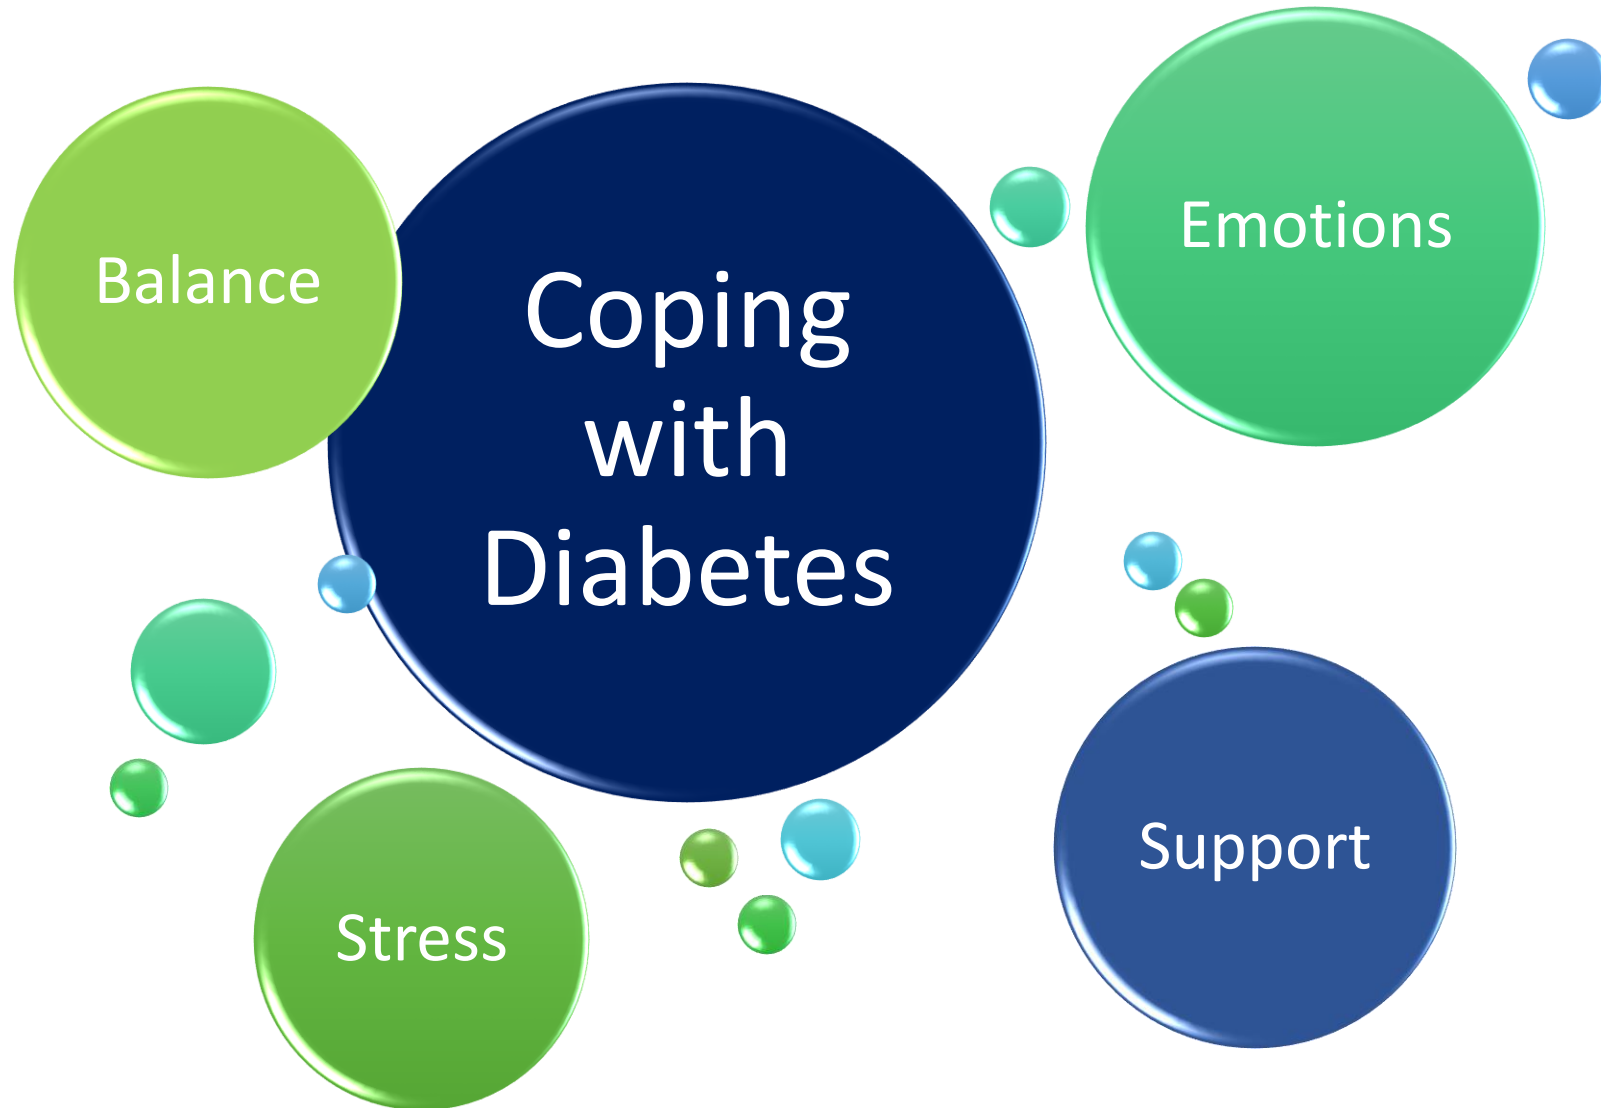 Balance
Coping
with
Diabetes
Emotions
Stress
Support